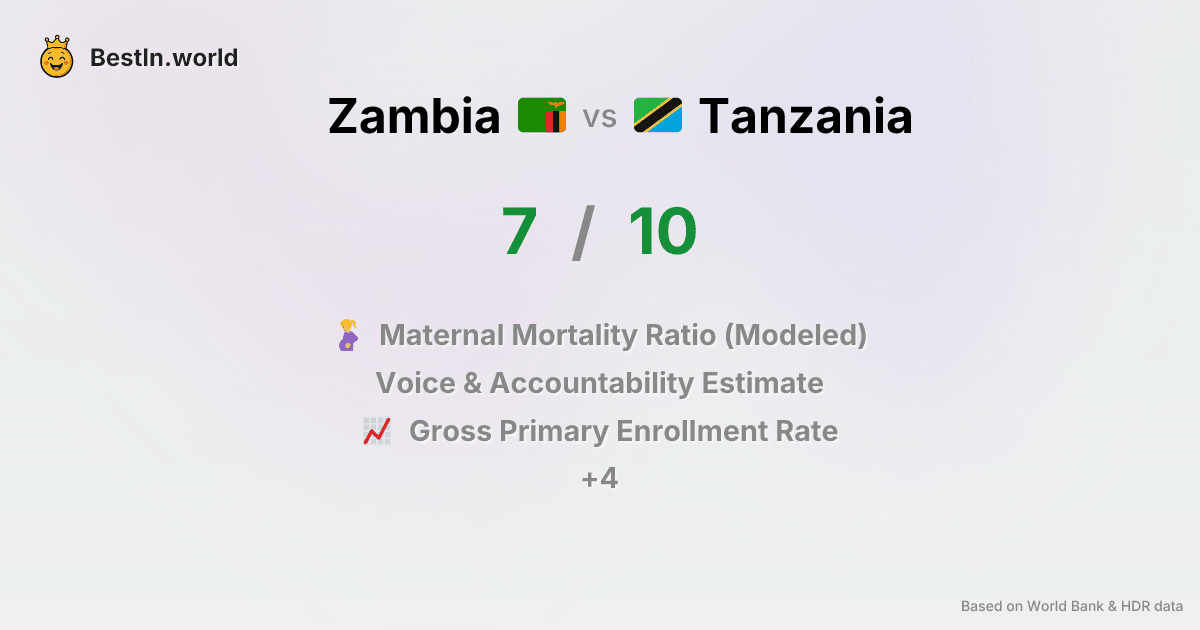 BestIn.world
Zambia vs Tanzania
7 / 10
Maternal Mortality Ratio (Modeled)
Voice & Accountability Estimate
Gross Primary Enrollment Rate
+4
Based on World Bank & HDR data